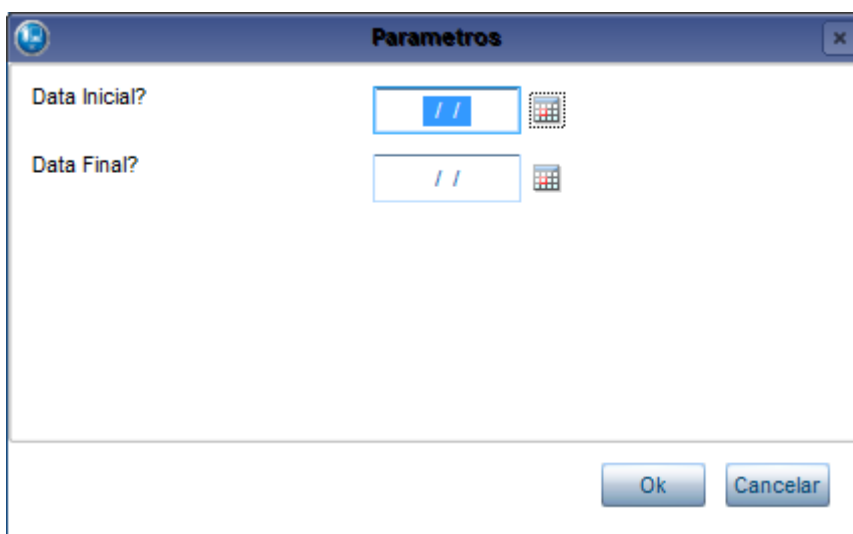 Parametros
Data Inicial?
/ /
Data Final?
/ /
Ok Cancelar